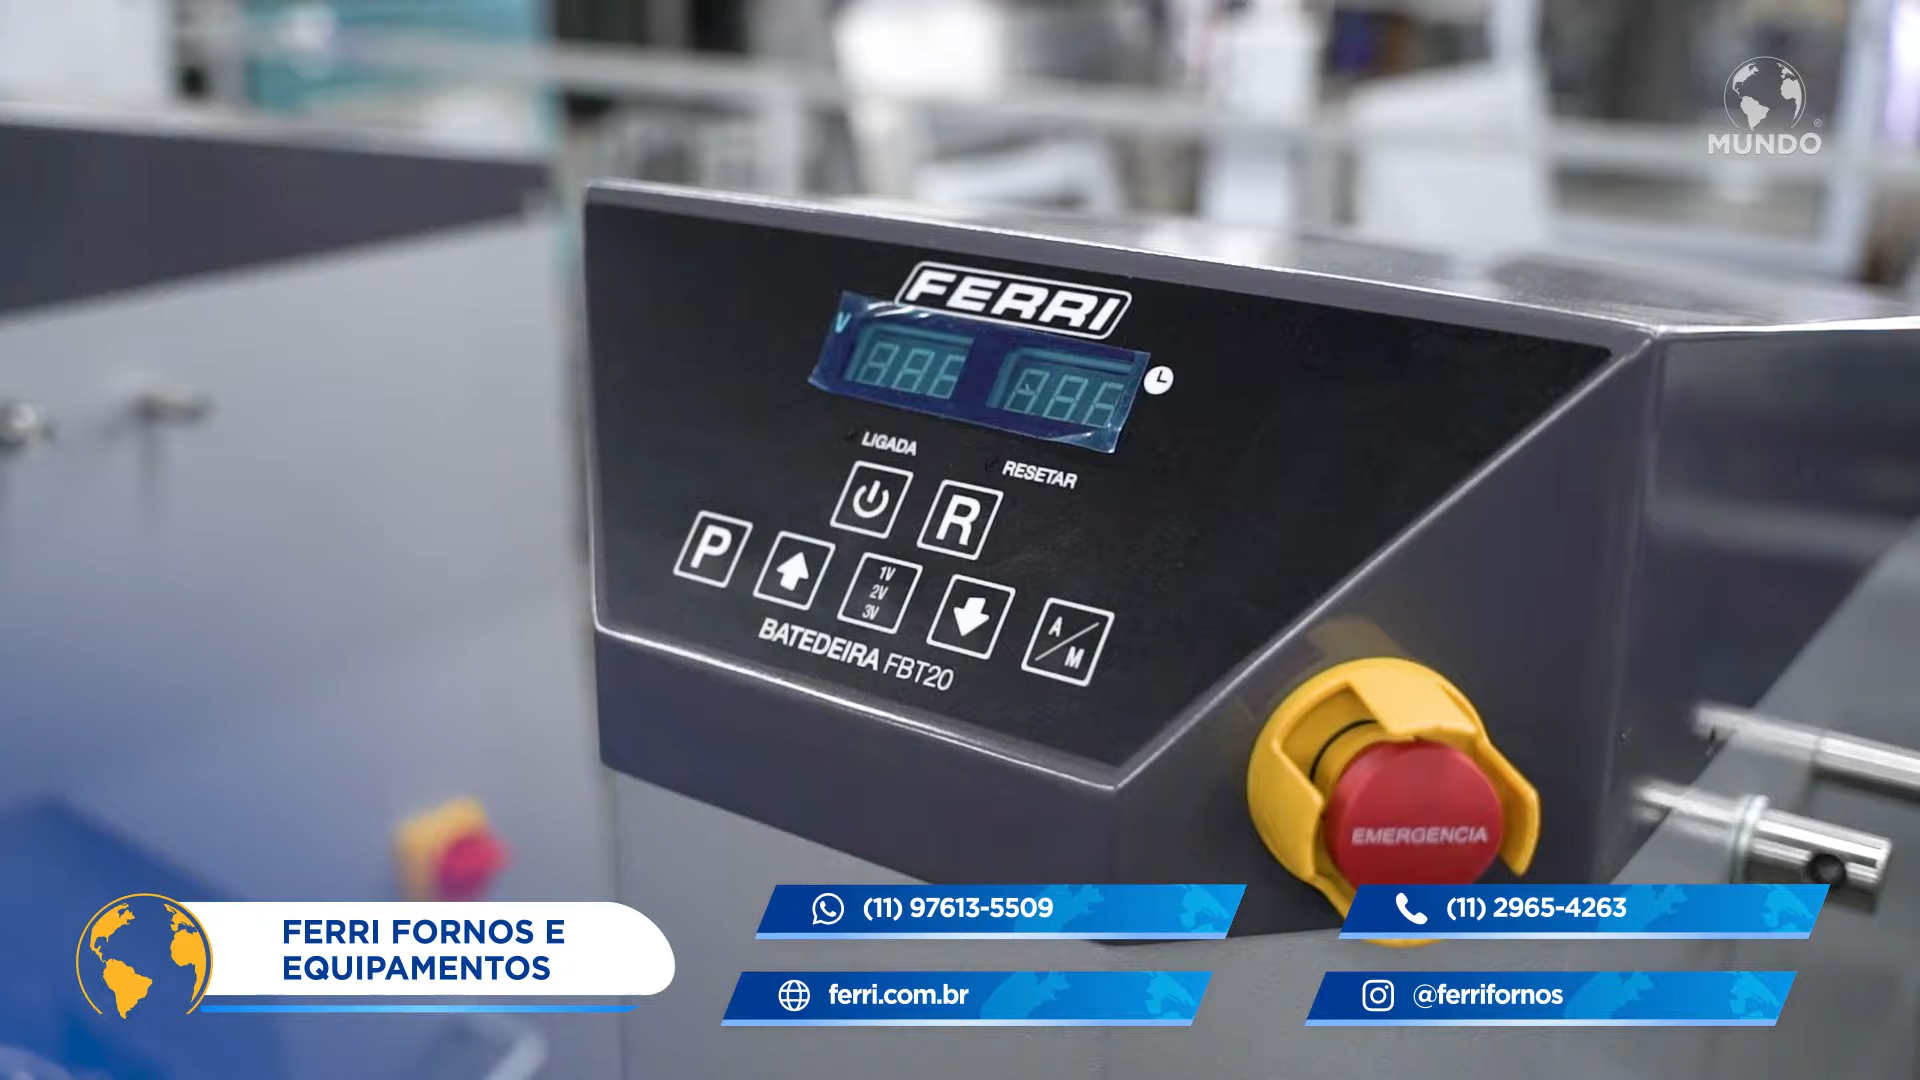 MUNDO
FERRI
V
LIGADA
RESETAR
R
P
1V
2V
3V
A/M
BATEDEIRA FBT20
EMERGENCIA
FERRI FORNOS E
EQUIPAMENTOS
(11) 97613-5509
(11) 2965-4263
ferri.com.br
@ferrifornos